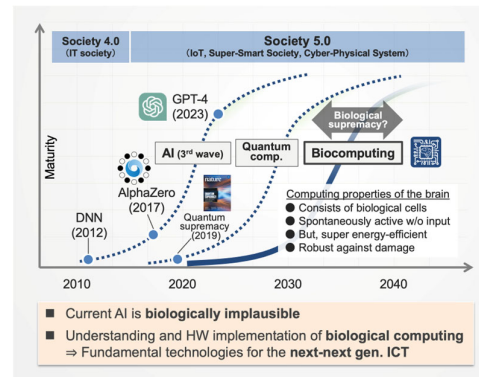 Society 4.0
(IT society)
Society 5.0
(IoT, Super-Smart Society, Cyber-Physical System)
GPT-4
(2023)
Biological
supremacy?
AI (3rd wave)
Quantum
comp.
Biocomputing
Maturity
AlphaZero
(2017)
nature
DNN
(2012)
Quantum
supremacy
(2019)
Computing properties of the brain
● Consists of biological cells
● Spontaneously active w/o input
● But, super energy-efficient
● Robust against damage
2010
2020
2030
2040
■ Current AI is biologically implausible
■ Understanding and HW implementation of biological computing
⇒ Fundamental technologies for the next-next gen. ICT